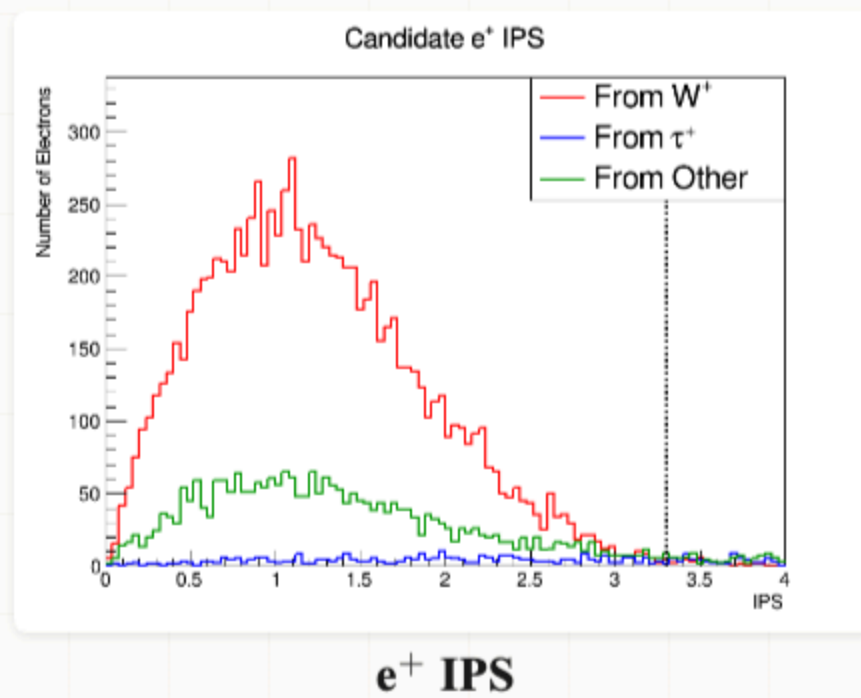 Candidate e⁺ IPS
Number of Electrons
From W⁺
From τ⁺
From Other
300
250
200
150
100
50
0
0 0.5 1 1.5 2 2.5 3 3.5 4
IPS
e⁺ IPS